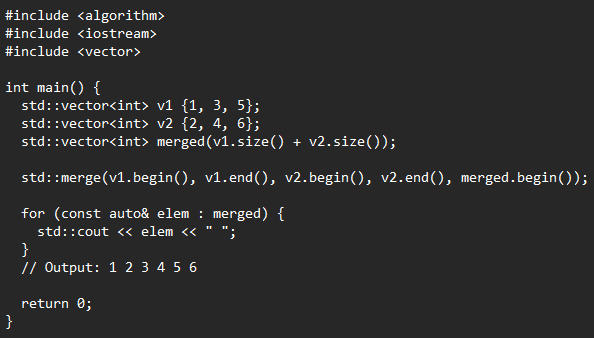 #include <algorithm>
#include <iostream>
#include <vector>

int main() {
  std::vector<int> v1 {1, 3, 5};
  std::vector<int> v2 {2, 4, 6};
  std::vector<int> merged(v1.size() + v2.size());

  std::merge(v1.begin(), v1.end(), v2.begin(), v2.end(), merged.begin());

  for (const auto& elem : merged) {
    std::cout << elem << " ";
  }
  // Output: 1 2 3 4 5 6

  return 0;
}